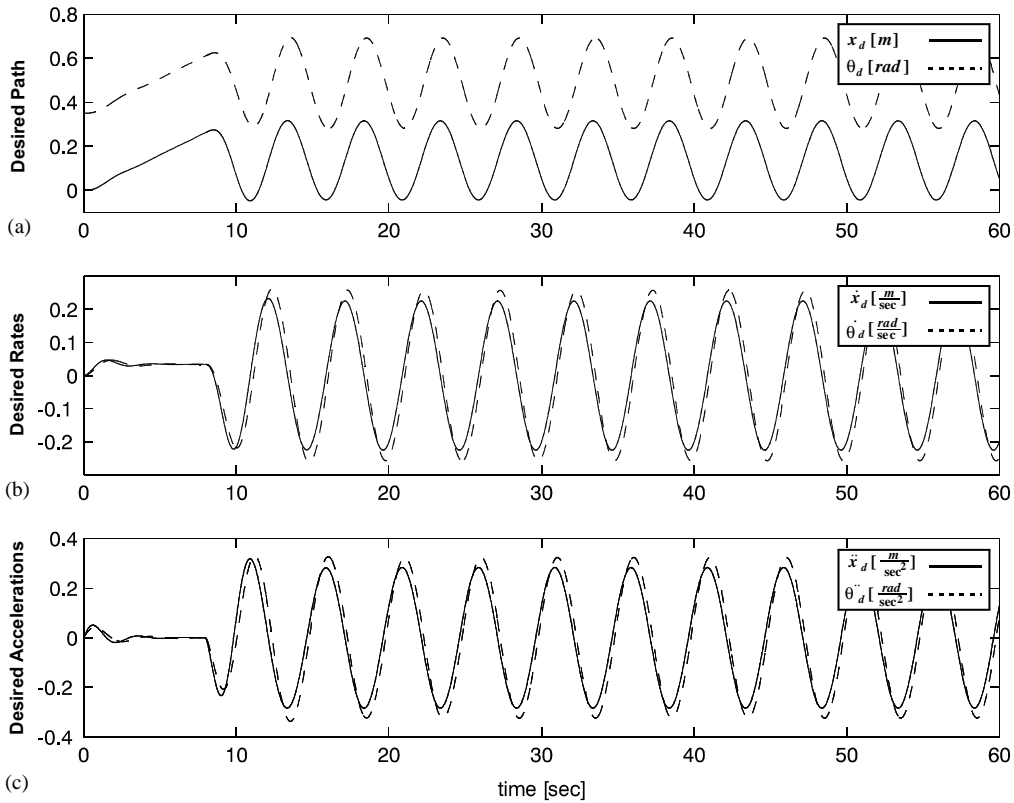 0.8
0.6
0.4
0.2
0
Desired Path
x_d [m]
θ_d [rad]
(a)
0 10 20 30 40 50 60
0.2
0.1
0
-0.1
-0.2
Desired Rates
ẋ_d [m/sec]
θ̇_d [rad/sec]
(b)
0 10 20 30 40 50 60
0.4
0.2
0
-0.2
-0.4
Desired Accelerations
ẍ_d [m/sec²]
θ̈_d [rad/sec²]
0 10 20 30 40 50 60
(c)
time [sec]